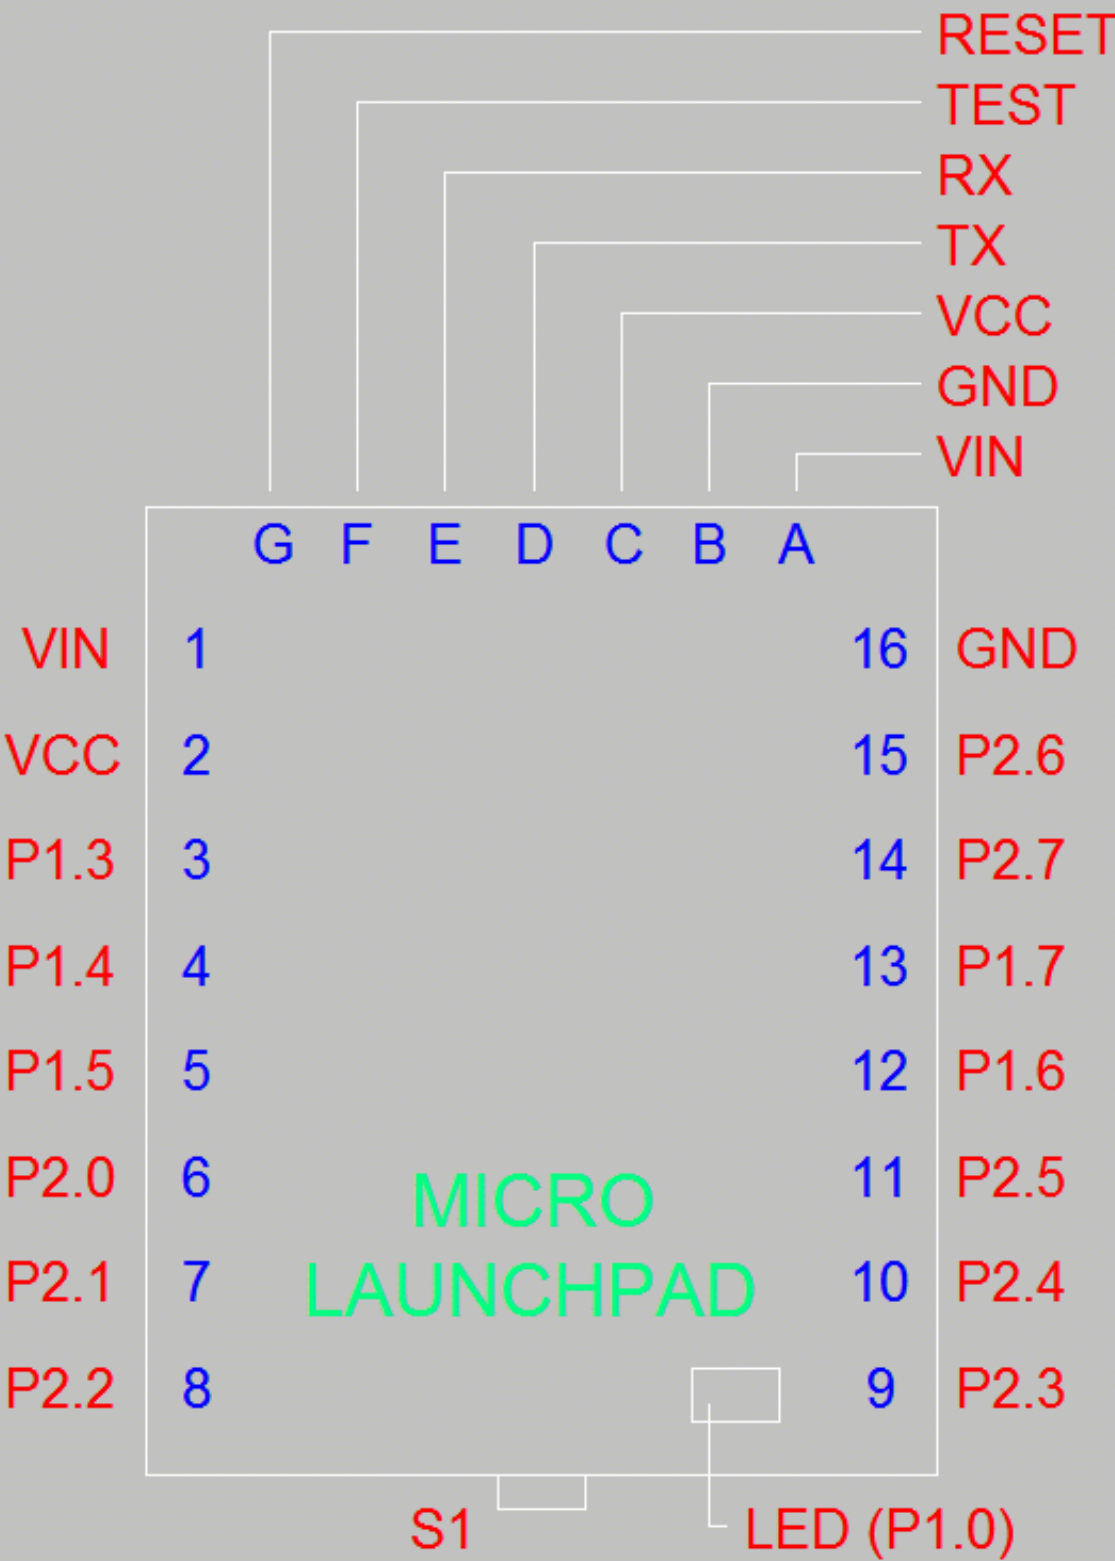 RESET
TEST
RX
TX
VCC
GND
VIN
G F E D C B A
VIN 1 16 GND
VCC 2 15 P2.6
P1.3 3 14 P2.7
P1.4 4 13 P1.7
P1.5 5 12 P1.6
P2.0 6 11 P2.5
MICRO
P2.1 7 10 P2.4
LAUNCHPAD
P2.2 8 9 P2.3
S1 LED (P1.0)